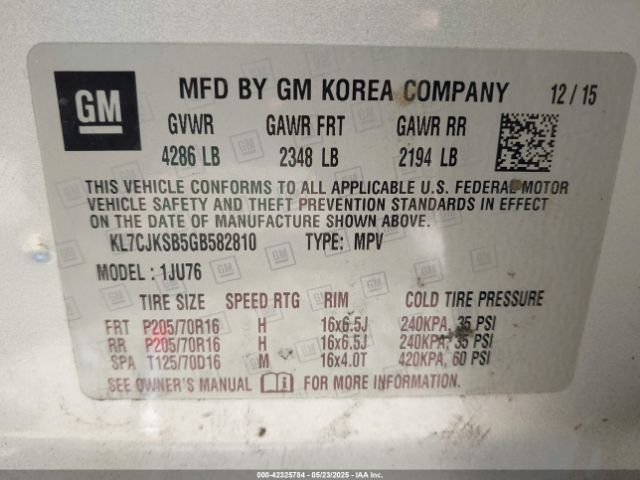 GM MFD BY GM KOREA COMPANY 12 / 15
GVWR GAWR FRT GAWR RR
4286 LB 2348 LB 2194 LB
THIS VEHICLE CONFORMS TO ALL APPLICABLE U.S. FEDERAL MOTOR
VEHICLE SAFETY AND THEFT PREVENTION STANDARDS IN EFFECT
ON THE DATE OF MANUFACTURE SHOWN ABOVE.
KL7CJKSB5GB582810 TYPE: MPV
MODEL : 1JU76
TIRE SIZE SPEED RTG RIM COLD TIRE PRESSURE
FRT P205/70R16 H 16x6.5J 240KPA, 35 PSI
RR P205/70R16 H 16x6.5J 240KPA, 35 PSI
SPA T125/70D16 M 16x4.0T 420KPA, 60 PSI
SEE OWNER'S MANUAL FOR MORE INFORMATION.
000-42325784 - 05/23/2025 - IAAI.COM